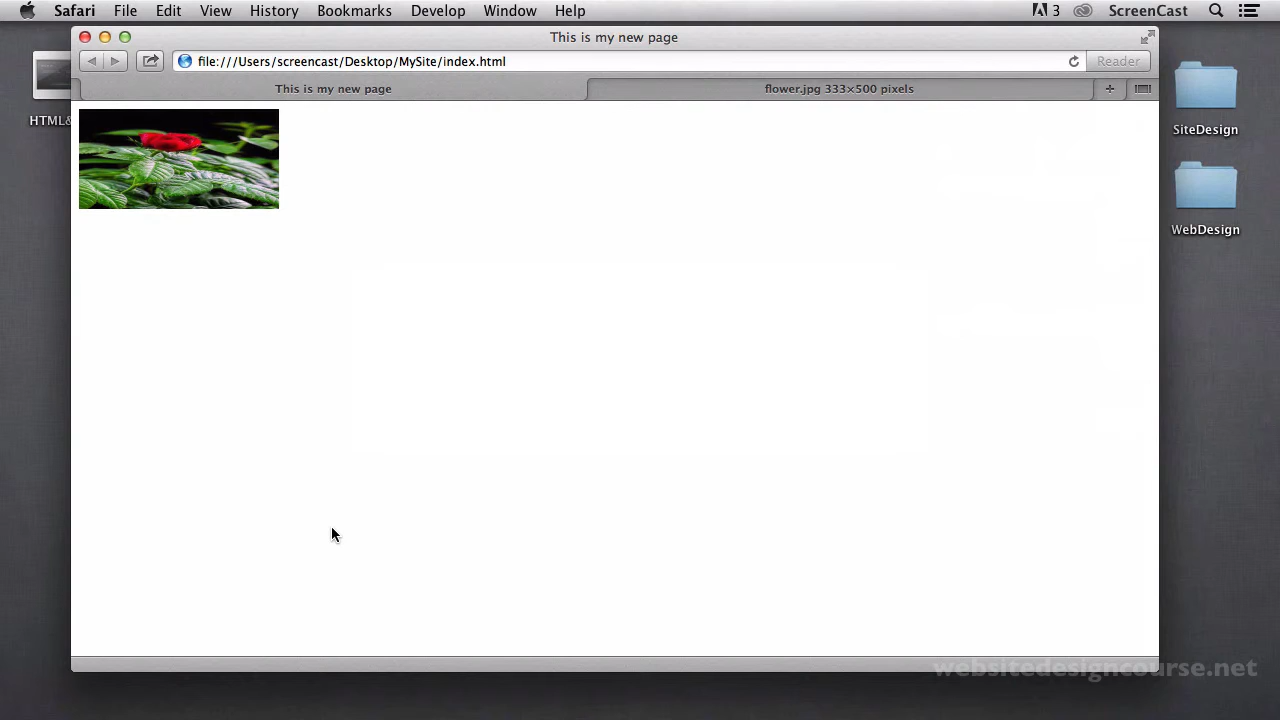 Safari File Edit View History Bookmarks Develop Window Help 3 ScreenCast
This is my new page
file:///Users/screencast/Desktop/MySite/index.html Reader
This is my new page flower.jpg 333×500 pixels +
HTML&
SiteDesign
WebDesign
websitedesigncourse.net